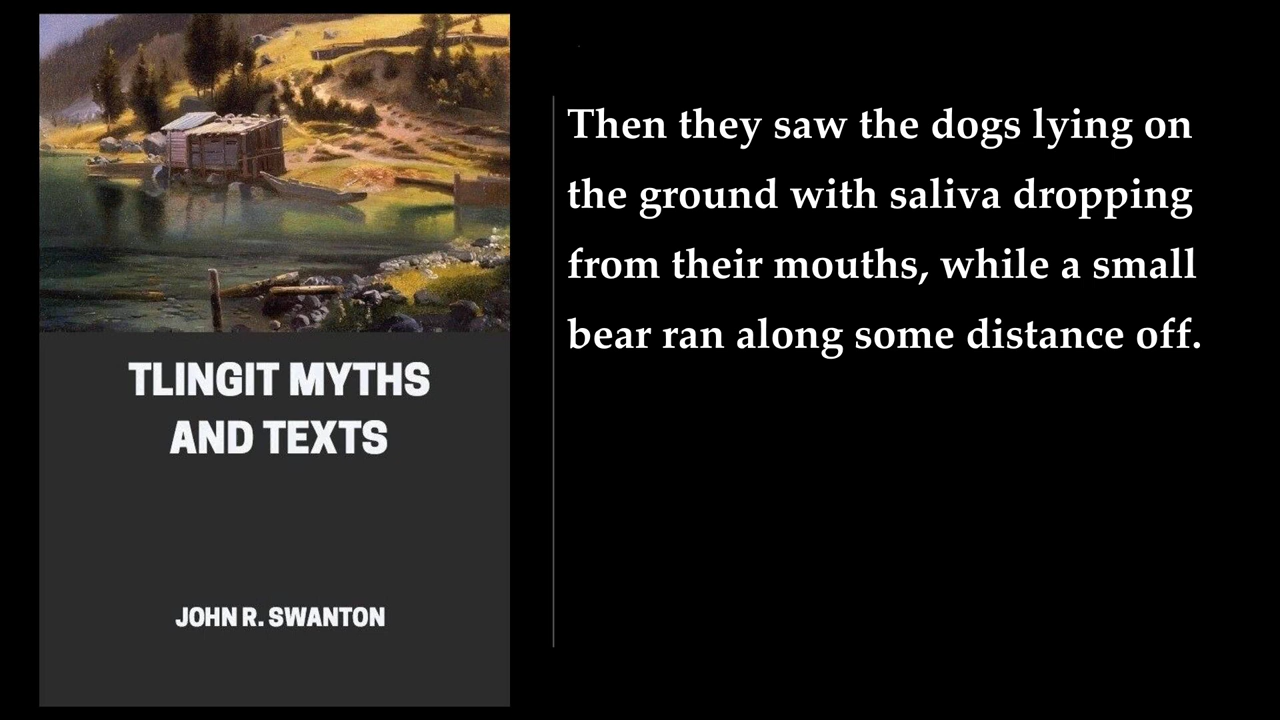 TLINGIT MYTHS
AND TEXTS
JOHN R. SWANTON
Then they saw the dogs lying on
the ground with saliva dropping
from their mouths, while a small
bear ran along some distance off.